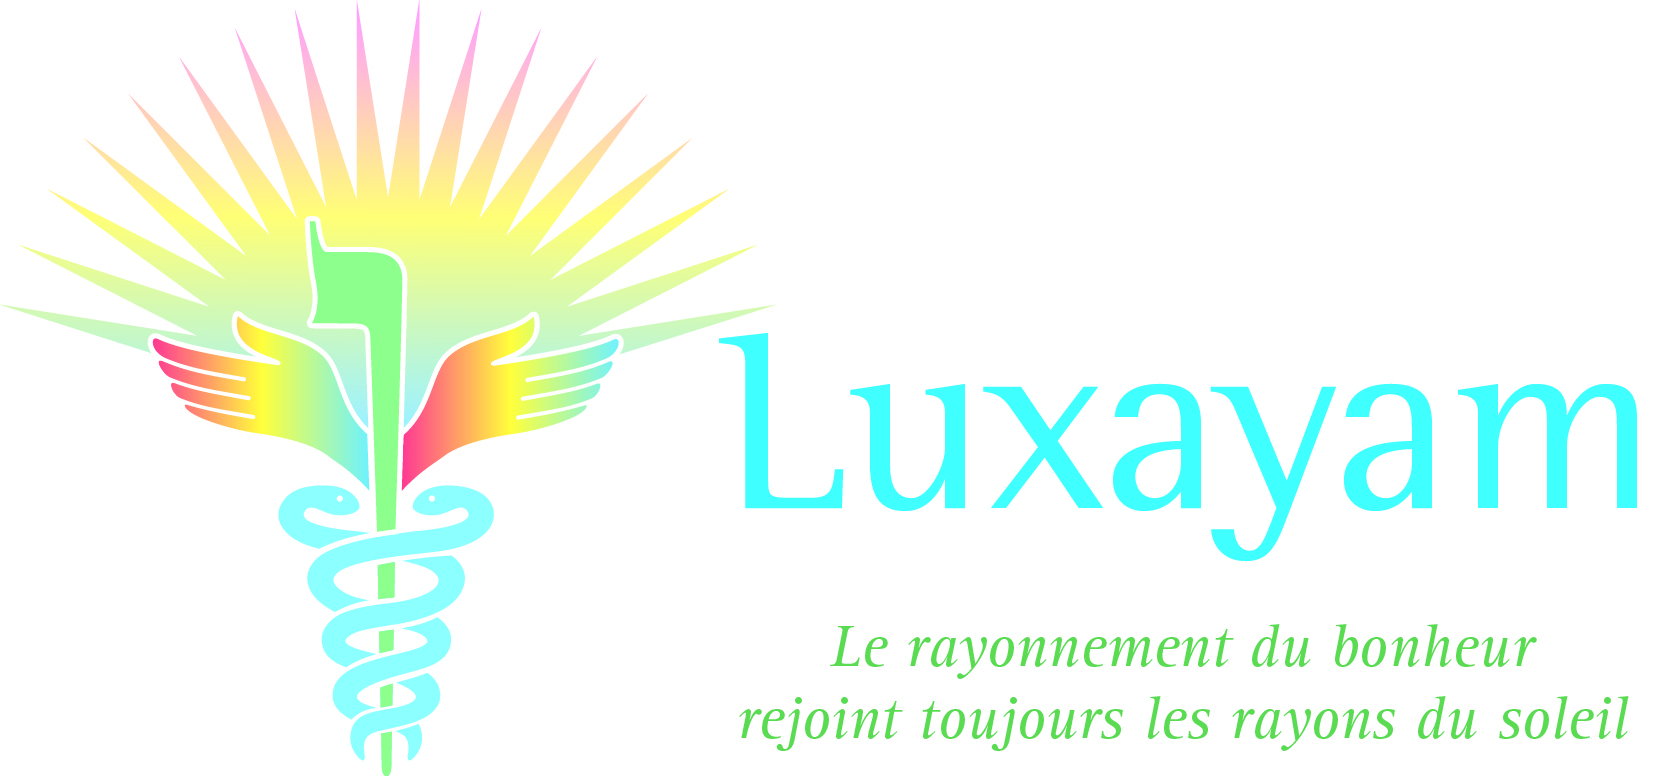 Luxayam
Le rayonnement du bonheur
rejoint toujours les rayons du soleil